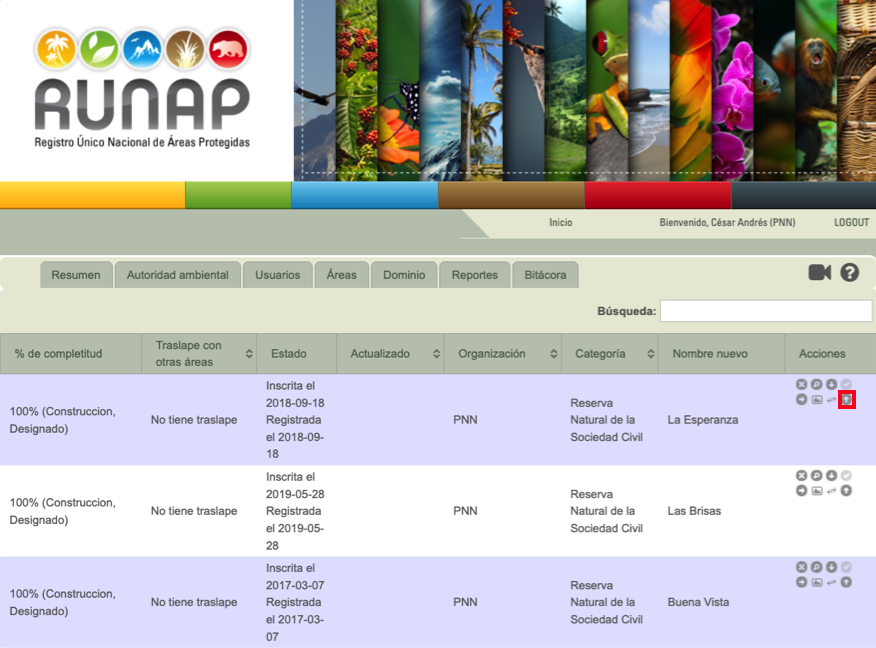 RUNAP
Registro Único Nacional de Áreas Protegidas
Inicio
Bienvenido, César Andrés (PNN)
LOGOUT
Resumen
Autoridad ambiental
Usuarios
Áreas
Dominio
Reportes
Bitácora
Búsqueda:
% de completitud
Traslape con
otras áreas
Estado
Actualizado
Organización
Categoría
Nombre nuevo
Acciones
100% (Construccion,
Designado)
No tiene traslape
Inscrita el
2018-09-18
Registrada
el 2018-09-
18
PNN
Reserva
Natural de la
Sociedad Civil
La Esperanza
100% (Construccion,
Designado)
No tiene traslape
Inscrita el
2019-05-28
Registrada
el 2019-05-
28
PNN
Reserva
Natural de la
Sociedad Civil
Las Brisas
100% (Construccion,
Designado)
No tiene traslape
Inscrita el
2017-03-07
Registrada
el 2017-03-
07
PNN
Reserva
Natural de la
Sociedad Civil
Buena Vista